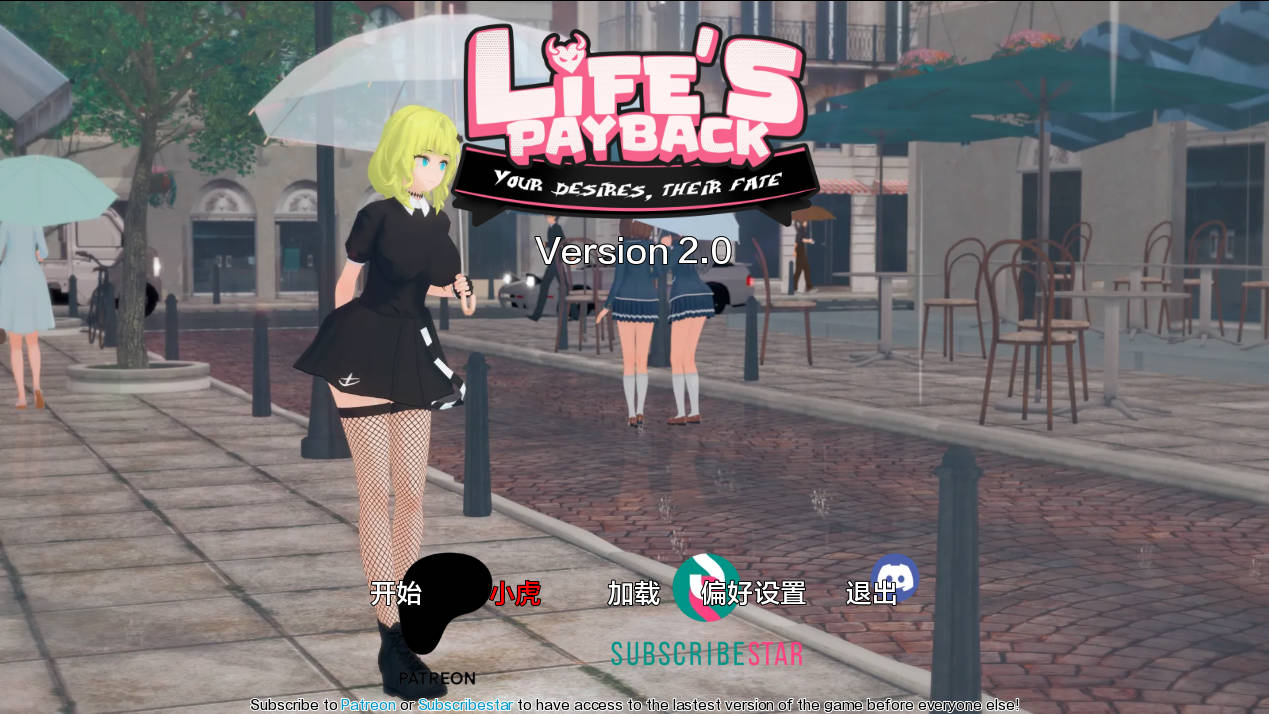 LIFE'S
PAYBACK
YOUR DESIRES, THEIR FATE
Version 2.0
开始 小虎 加载 偏好设置 退出
SUBSCRIBESTAR
PATREON
Subscribe to Patreon or Subscribestar to have access to the lastest version of the game before everyone else!